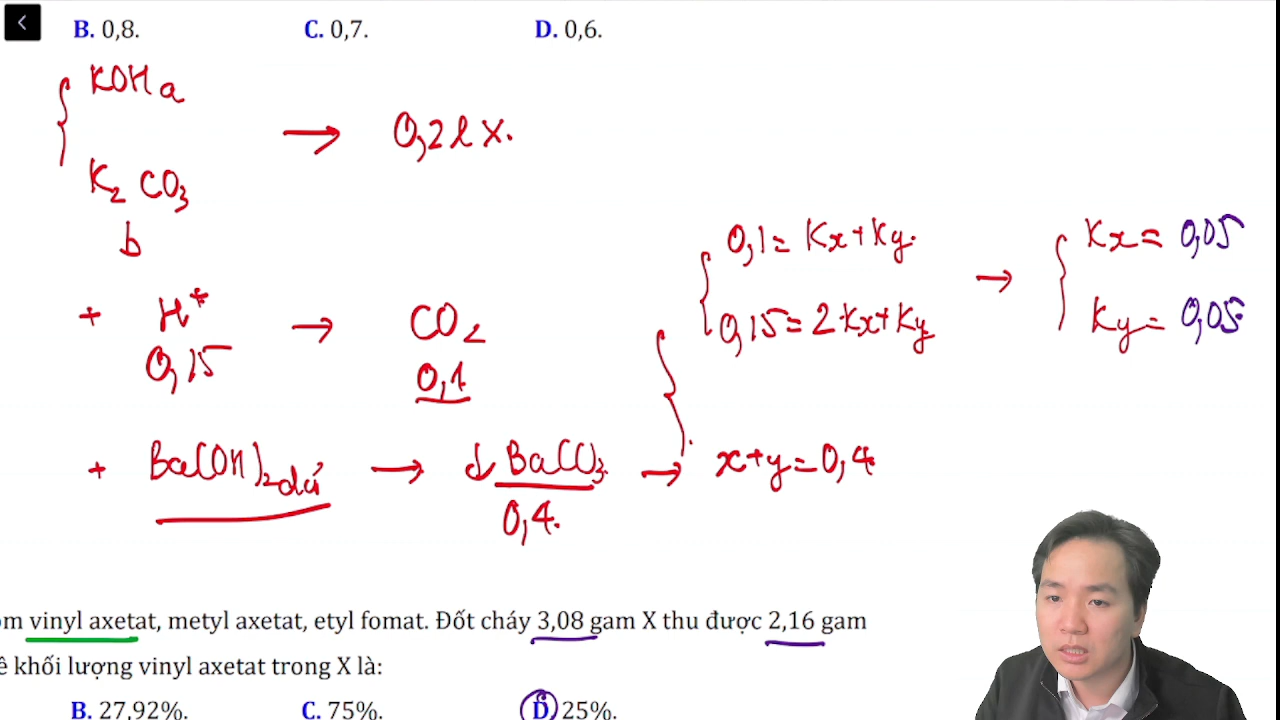 B. 0,8. C. 0,7. D. 0,6.
KOH a
→ 0,2 l X.
K₂CO₃
b
+ H⁺ → CO₂
0,15 0,1
0,1 = Kx + Ky.
0,15 = 2.Kx + Ky
→ Kx = 0,05
Ky = 0,05.
+ Ba(OH)₂ dư → ↓ BaCO₃ → x + y = 0,4
0,4.
om vinyl axetat, metyl axetat, etyl fomat. Đốt cháy 3,08 gam X thu được 2,16 gam
ề khối lượng vinyl axetat trong X là:
B. 27,92%. C. 75%. D. 25%.